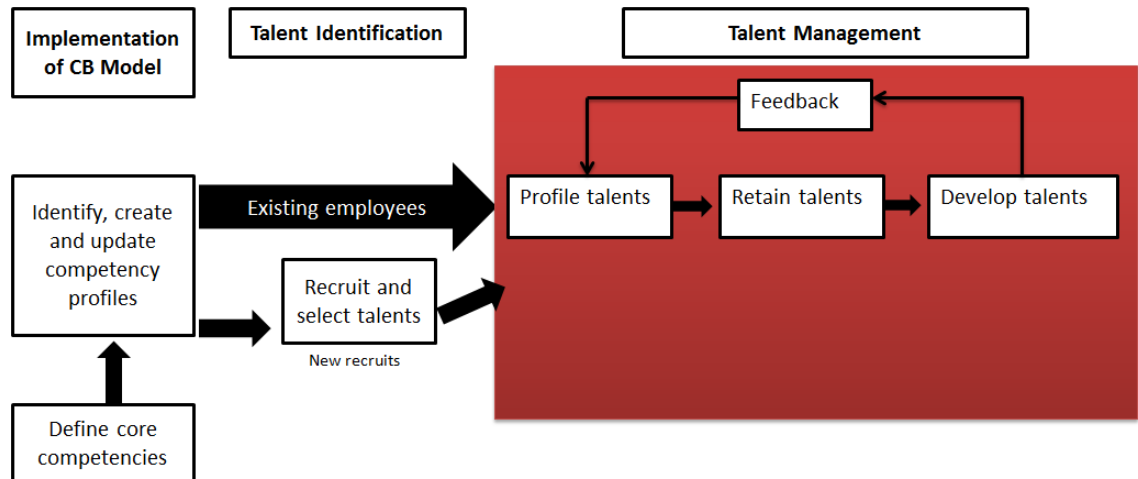 Implementation
of CB Model
Talent Identification
Talent Management
Feedback
Identify, create
and update
competency
profiles
Existing employees
Profile talents
Retain talents
Develop talents
Recruit and
select talents
New recruits
Define core
competencies